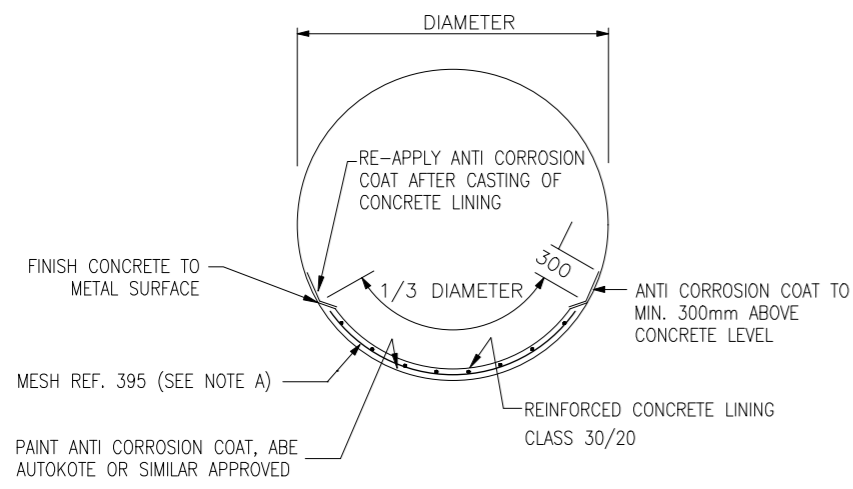 DIAMETER
RE-APPLY ANTI CORROSION
COAT AFTER CASTING OF
CONCRETE LINING
300
FINISH CONCRETE TO
METAL SURFACE
1/3 DIAMETER
ANTI CORROSION COAT TO
MIN. 300mm ABOVE
CONCRETE LEVEL
MESH REF. 395 (SEE NOTE A)
REINFORCED CONCRETE LINING
CLASS 30/20
PAINT ANTI CORROSION COAT, ABE
AUTOKOTE OR SIMILAR APPROVED